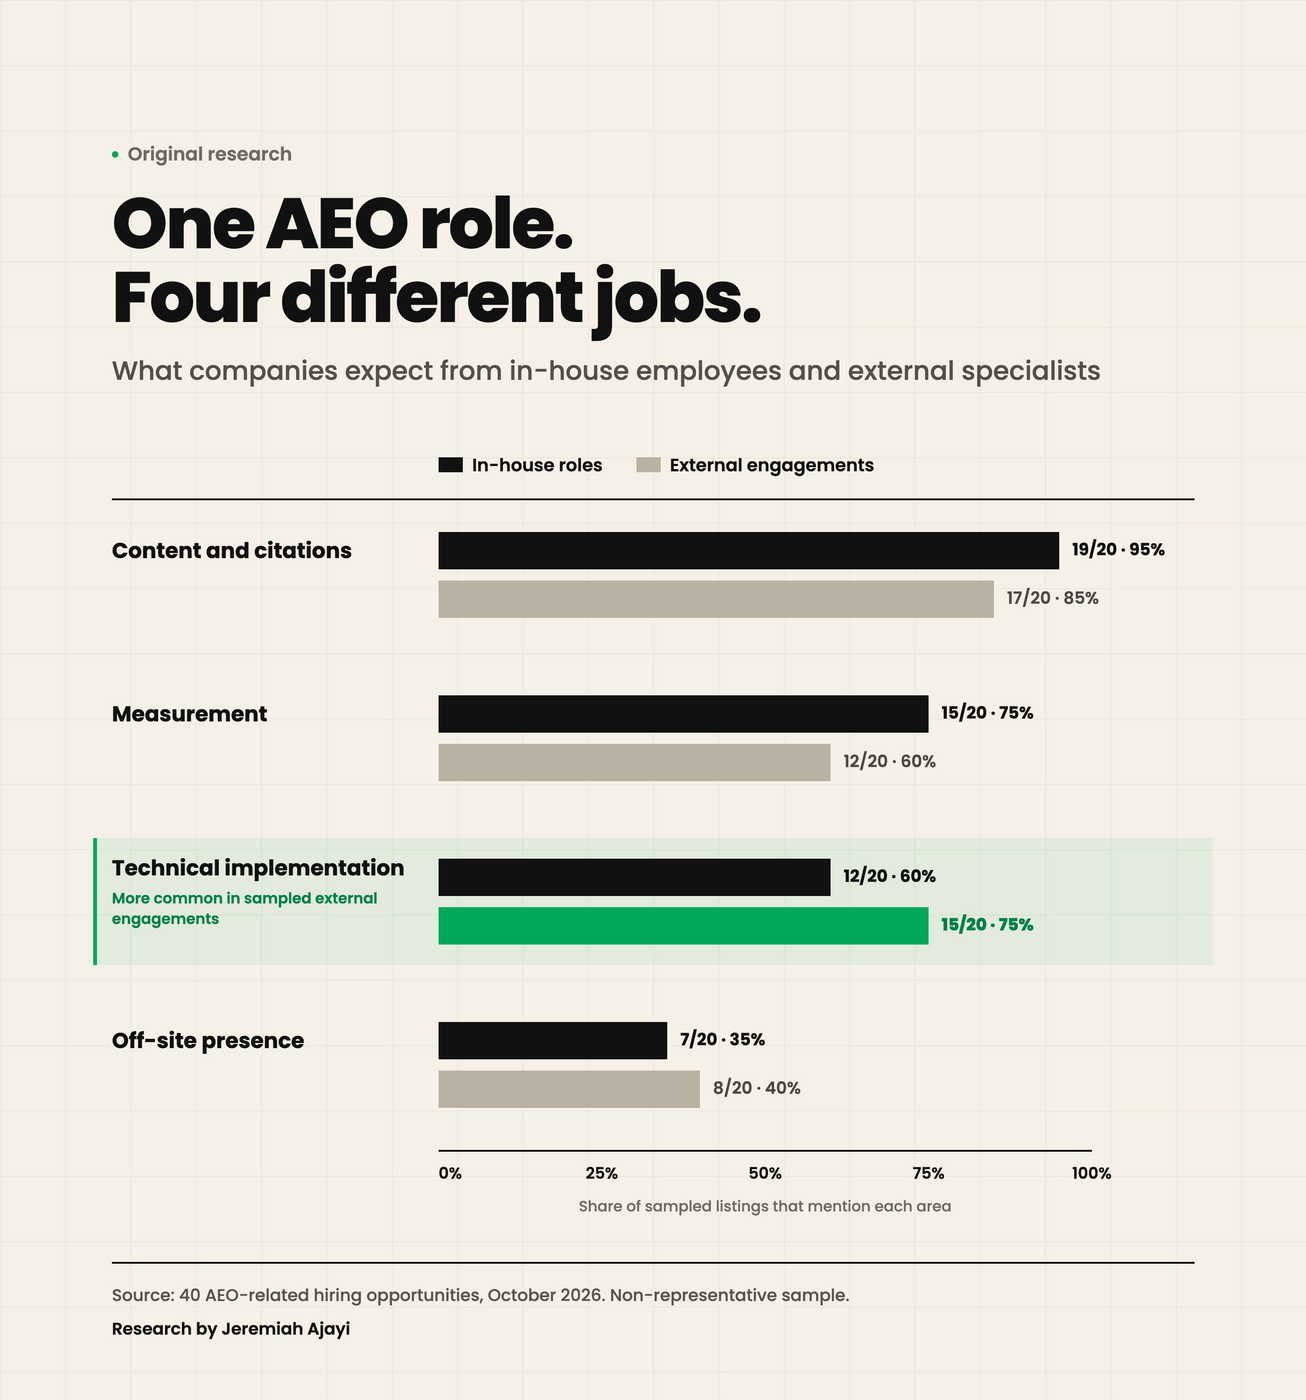 Original research
One AEO role.
Four different jobs.
What companies expect from in-house employees and external specialists
In-house roles
External engagements
Content and citations
19/20 · 95%
17/20 · 85%
Measurement
15/20 · 75%
12/20 · 60%
Technical implementation
More common in sampled external
engagements
12/20 · 60%
15/20 · 75%
Off-site presence
7/20 · 35%
8/20 · 40%
0% 25% 50% 75% 100%
Share of sampled listings that mention each area
Source: 40 AEO-related hiring opportunities, October 2026. Non-representative sample.
Research by Jeremiah Ajayi